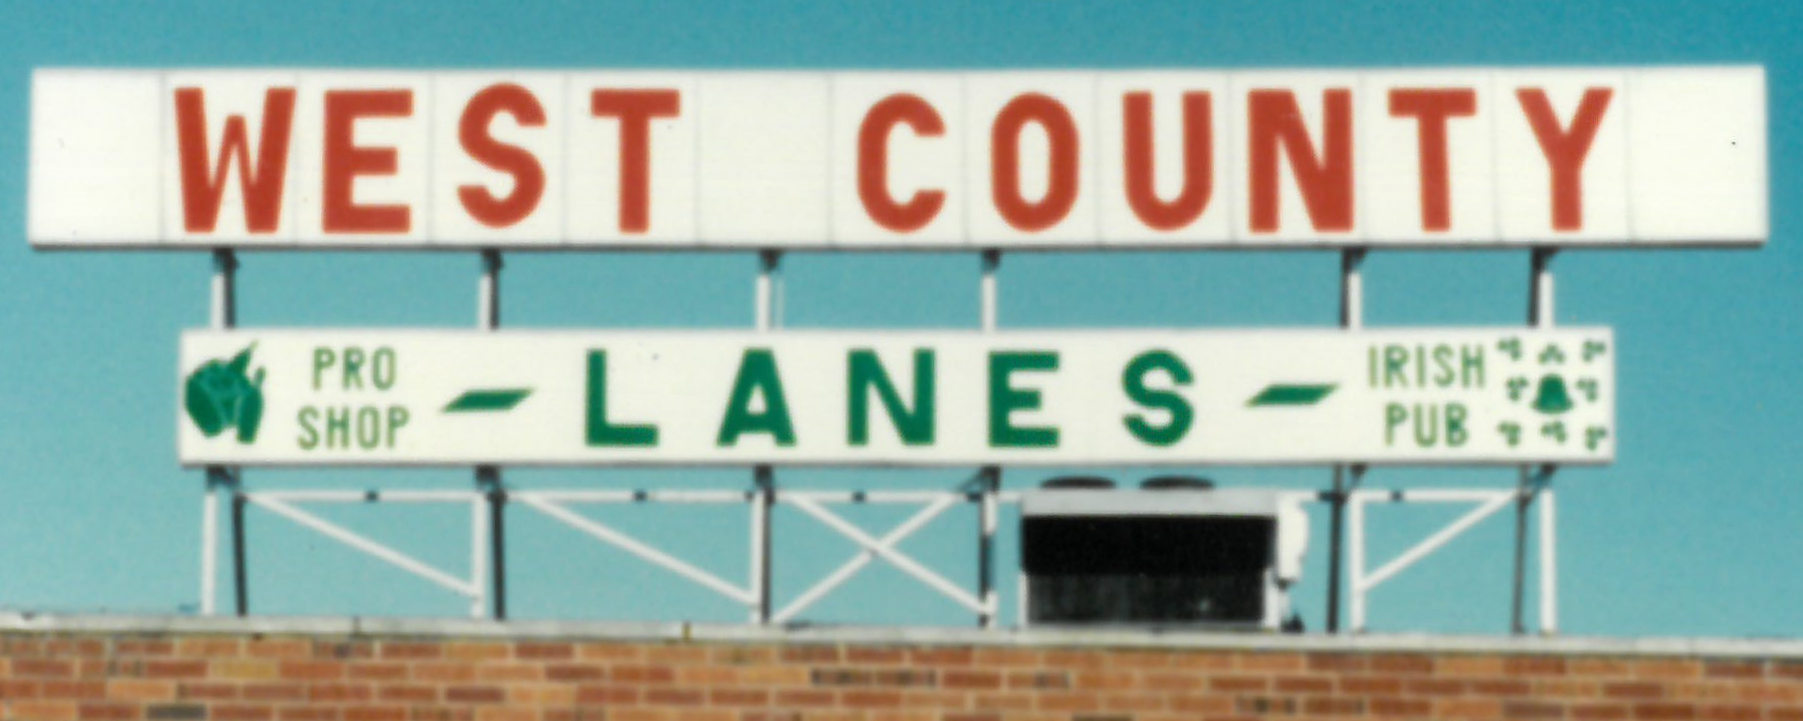 WEST COUNTY
PRO
SHOP
- LANES -
IRISH
PUB